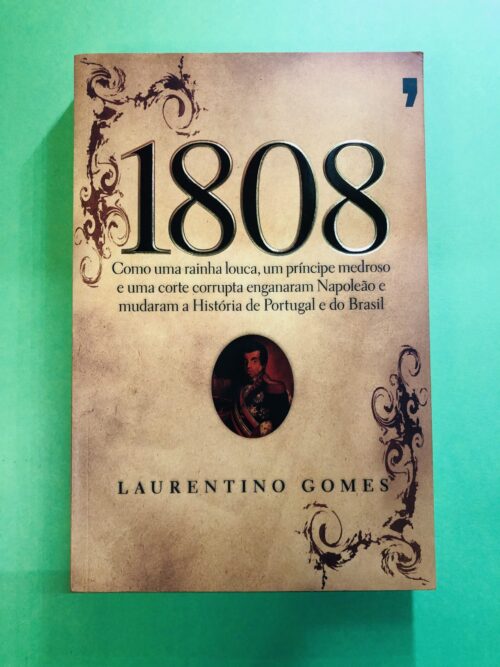 1808
Como uma rainha louca, um príncipe medroso
e uma corte corrupta enganaram Napoleão e
mudaram a História de Portugal e do Brasil
LAURENTINO GOMES